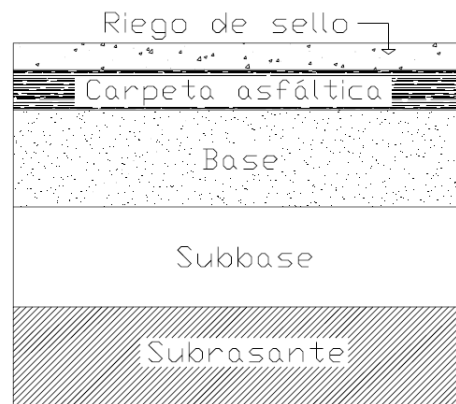 Riego de sello
Carpeta asfáltica
Base
Subbase
Subrasante